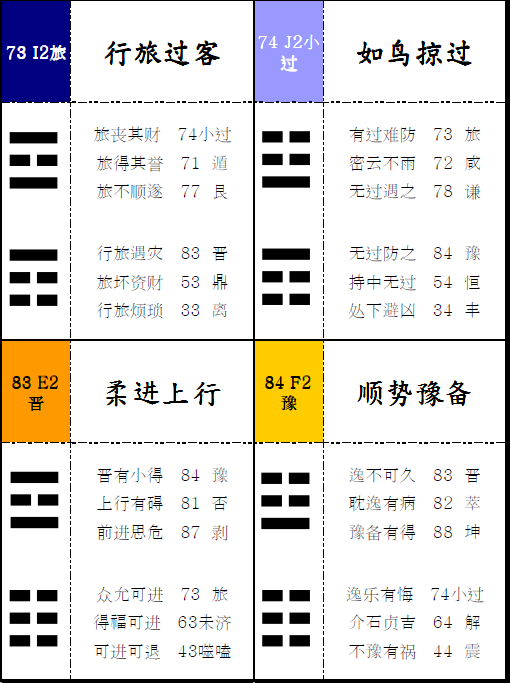 73 I2旅
行旅过客
旅丧其财 74小过
旅得其誉 71 遁
旅不顺遂 77 艮
行旅遇灾 83 晋
旅坏资财 53 鼎
行旅烦琐 33 离
74 J2小
过
如鸟掠过
有过难防 73 旅
密云不雨 72 咸
无过遇之 78 谦
无过防之 84 豫
持中无过 54 恒
处下避凶 34 丰
83 E2
晋
柔进上行
晋有小得 84 豫
上行有碍 81 否
前进思危 87 剥
众允可进 73 旅
得福可进 63未济
可进可退 43噬嗑
84 F2
豫
顺势豫备
逸不可久 83 晋
耽逸有病 82 萃
豫备有得 88 坤
逸乐有悔 74小过
介石贞吉 64 解
不豫有祸 44 震